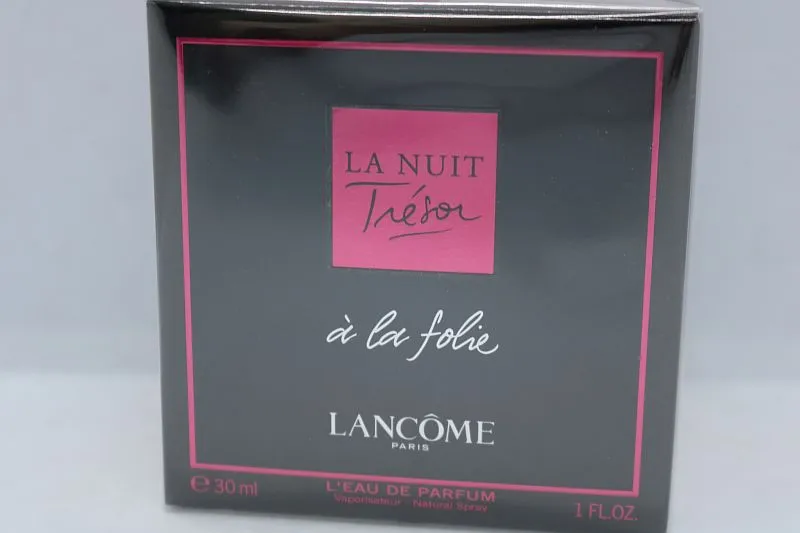 LA NUIT
Trésor
à la folie
LANCÔME
PARIS
℮ 30 ml
L'EAU DE PARFUM
Vaporisateur - Natural Spray
1 FL.OZ.